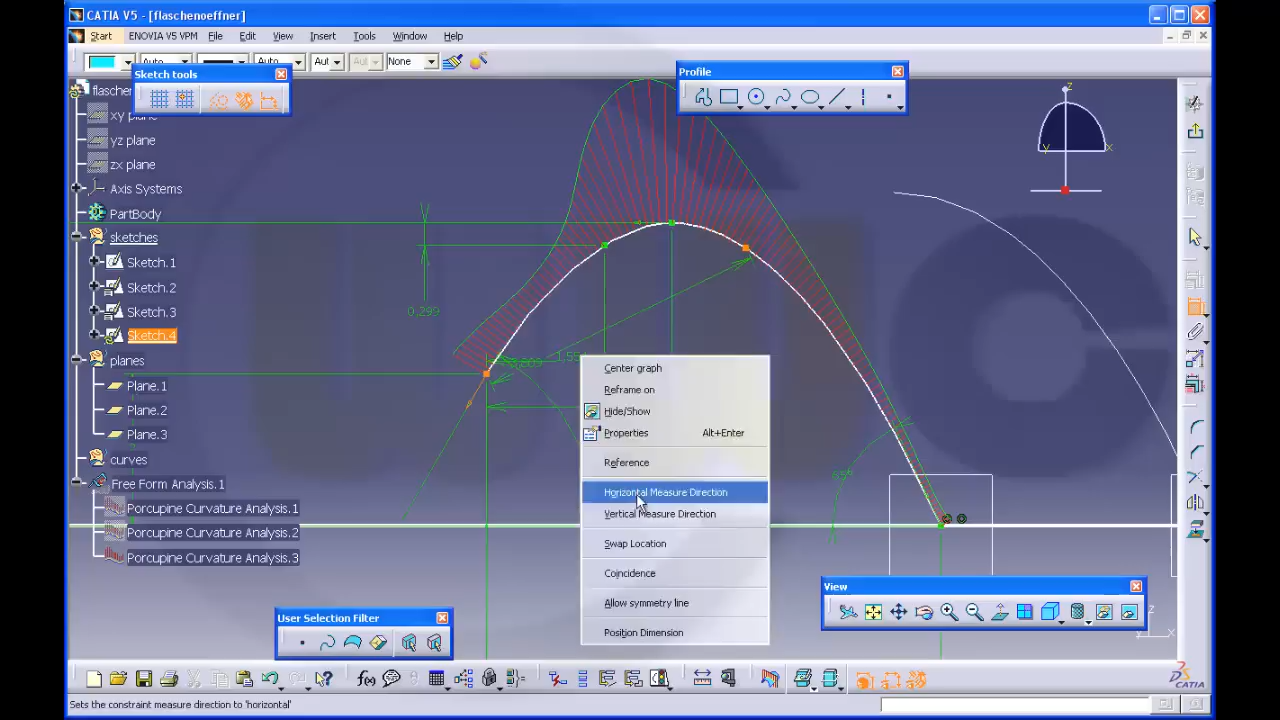 CATIA V5 - [flaschenoeffner]
Start
ENOVIA V5 VPM
File
Edit
View
Insert
Tools
Window
Help
Auto
Auto
Aut
Aut
None
Sketch tools
Profile
flaschen
xy plane
yz plane
zx plane
Axis Systems
PartBody
sketches
Sketch.1
Sketch.2
Sketch.3
Sketch.4
planes
Plane.1
Plane.2
Plane.3
curves
Free Form Analysis.1
Porcupine Curvature Analysis.1
Porcupine Curvature Analysis.2
Porcupine Curvature Analysis.3
z
y
x
0,299
65°
Center graph
Reframe on
Hide/Show
Properties Alt+Enter
Reference
Horizontal Measure Direction
Vertical Measure Direction
Swap Location
Coincidence
Allow symmetry line
Position Dimension
View
User Selection Filter
z
x
CATIA
Sets the constraint measure direction to 'horizontal'